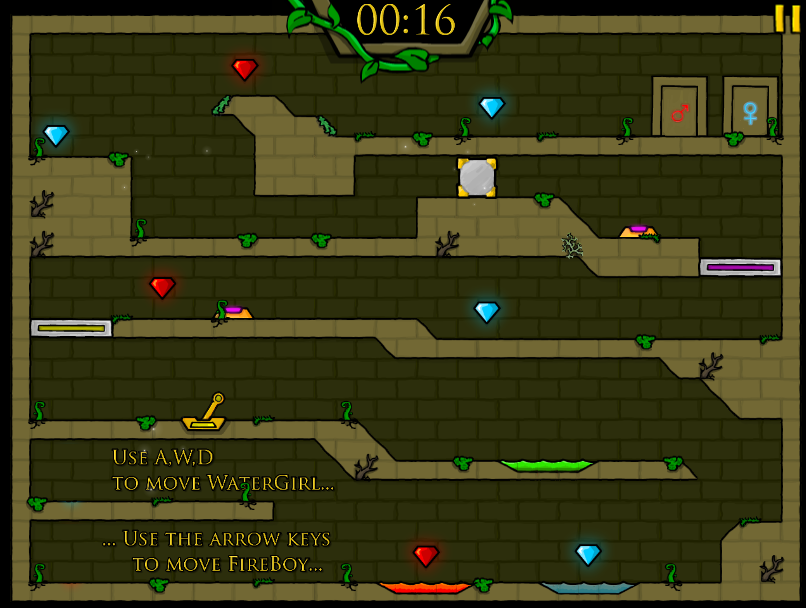 00:16
Use A,W,D
to move WaterGirl...
... Use the arrow keys
to move FireBoy...